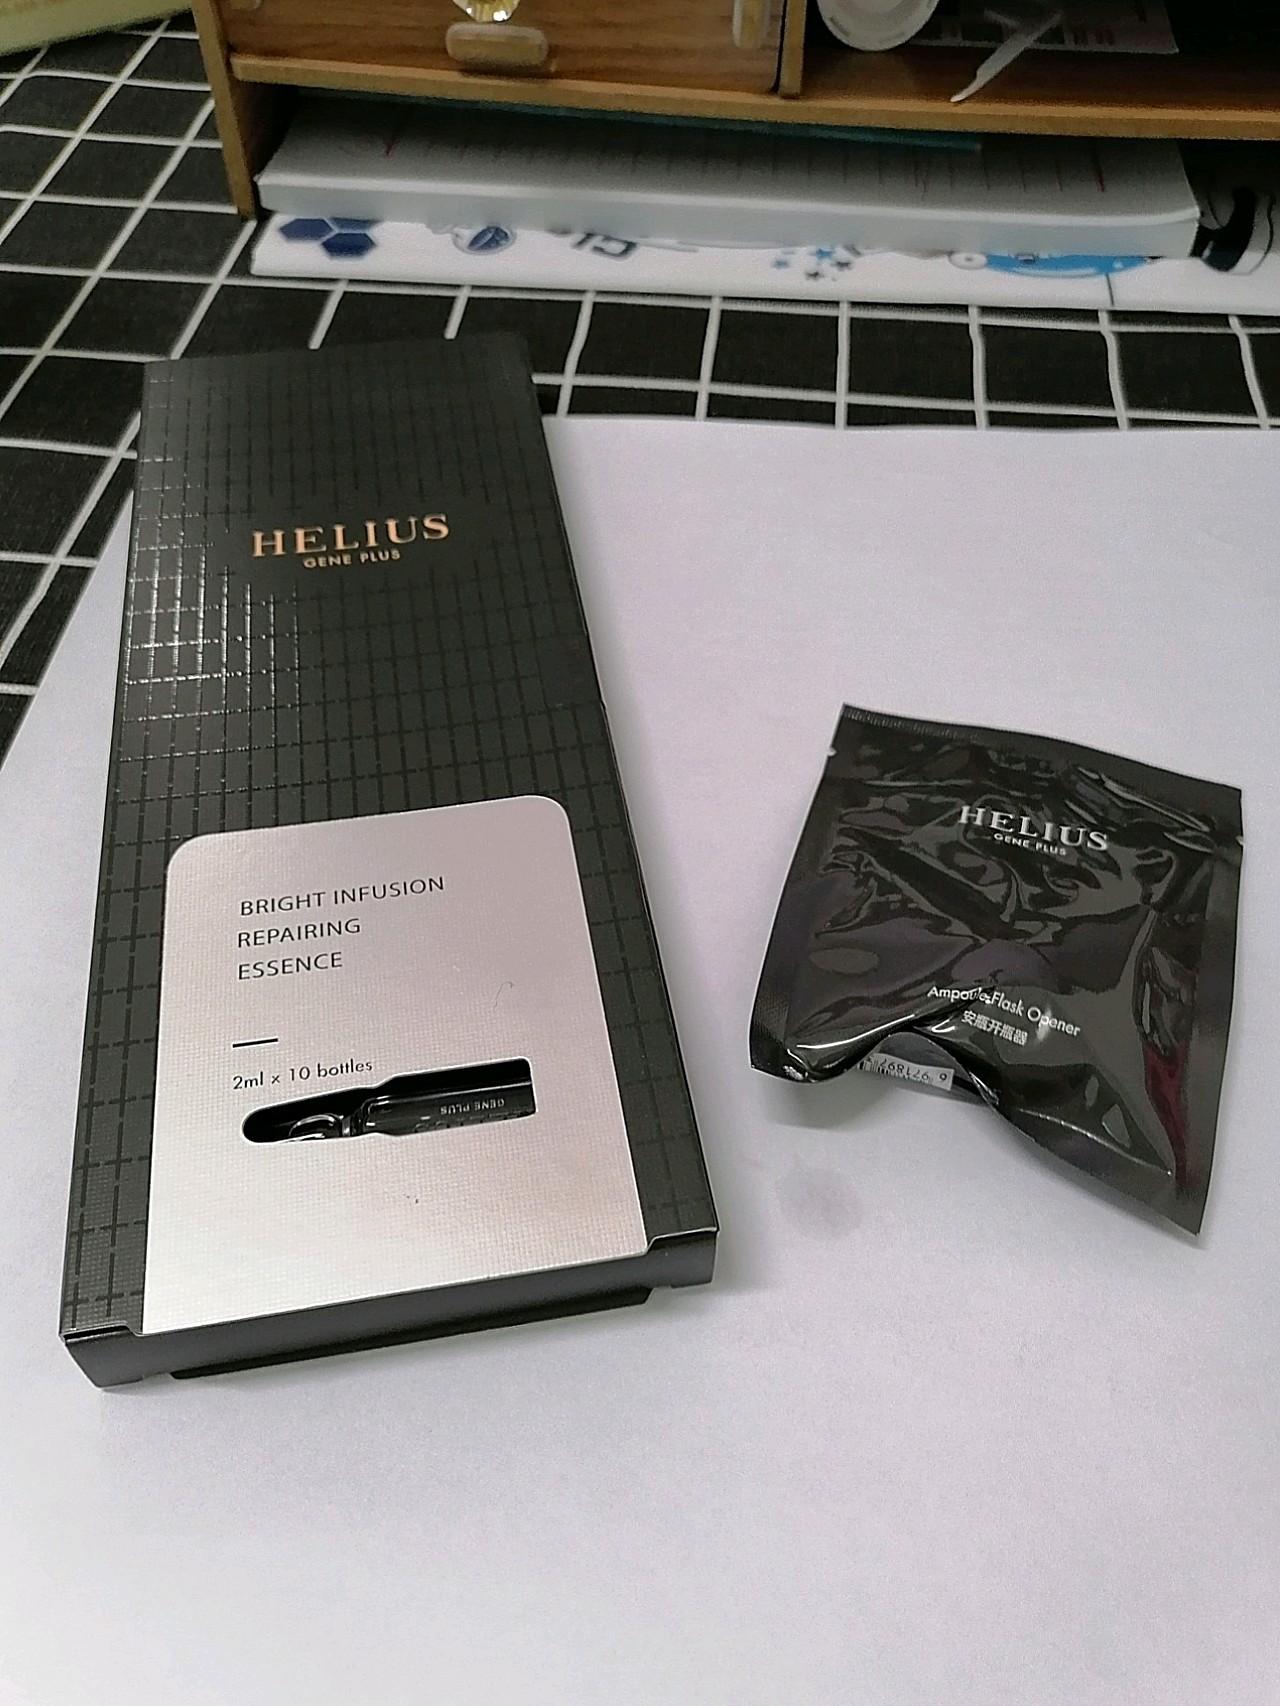 HELIUS
GENE PLUS
BRIGHT INFUSION
REPAIRING
ESSENCE
2ml × 10 bottles
GENE PLUS
HELIUS
GENE PLUS
Ampoule Flask Opener
安瓶开瓶器